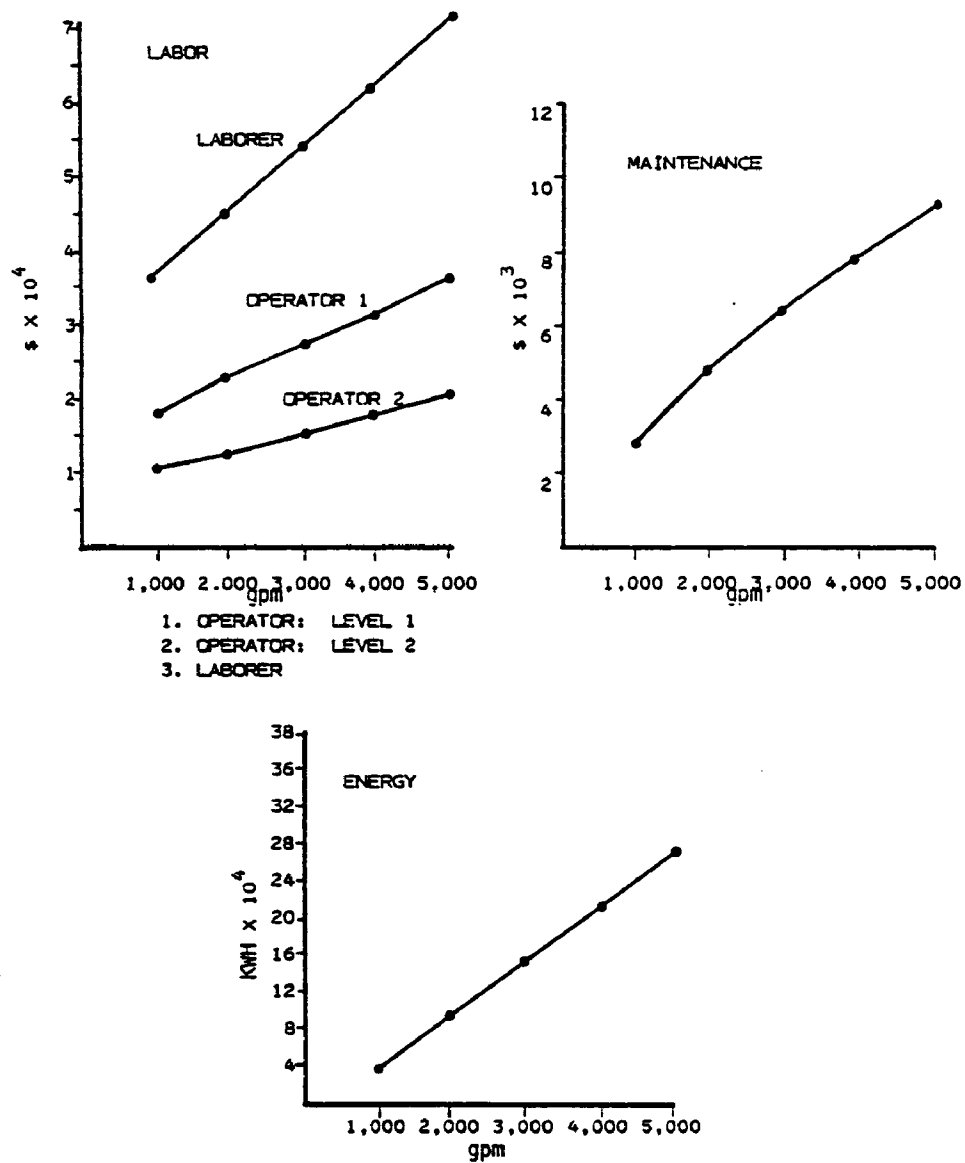 LABOR
7
6
5
4
3
2
1
$ X 10^4
LABORER
OPERATOR 1
OPERATOR 2
1,000 2.000 3,000 4,000 5,000
gpm
1. OPERATOR: LEVEL 1
2. OPERATOR: LEVEL 2
3. LABORER
MAINTENANCE
12
10
8
6
4
2
$ X 10^3
1,000 2,000 3,000 4,000 5,000
gpm
ENERGY
38
36
32
28
24
20
16
12
8
4
KWH X 10^4
1,000 2,000 3,000 4,000 5,000
gpm